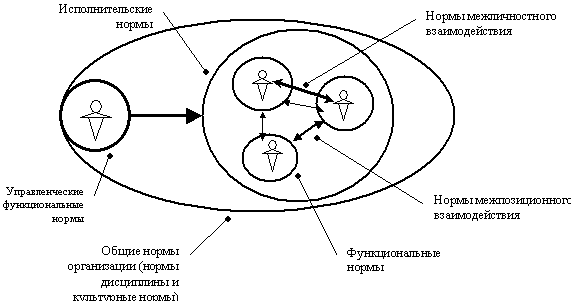 Исполнительские
нормы
Нормы межличностного
взаимодействия
Управленческие
функциональные
нормы
Нормы межпозиционного
взаимодействия
Общие нормы
организации (нормы
дисциплины и
культурные нормы)
Функциональные
нормы